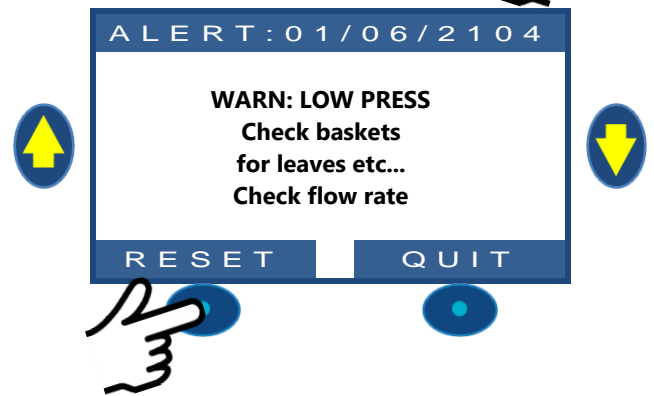 ALERT:01/06/2104
WARN: LOW PRESS
Check baskets
for leaves etc...
Check flow rate
RESET QUIT